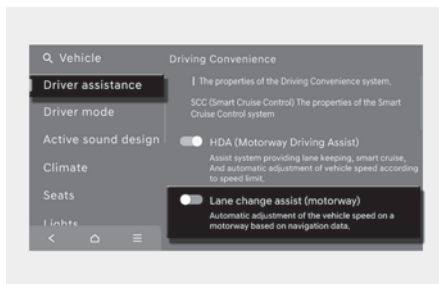 Vehicle
Driving Convenience
Driver assistance
The properties of the Driving Convenience system.
Driver mode
SCC (Smart Cruise Control) The properties of the Smart
Cruise Control system
Active sound design
HDA (Motorway Driving Assist)
Assist system providing lane keeping, smart cruise,
And automatic adjustment of vehicle speed according
to speed limit.
Climate
Seats
Lane change assist (motorway)
Automatic adjustment of the vehicle speed on a
motorway based on navigation data.
Lights